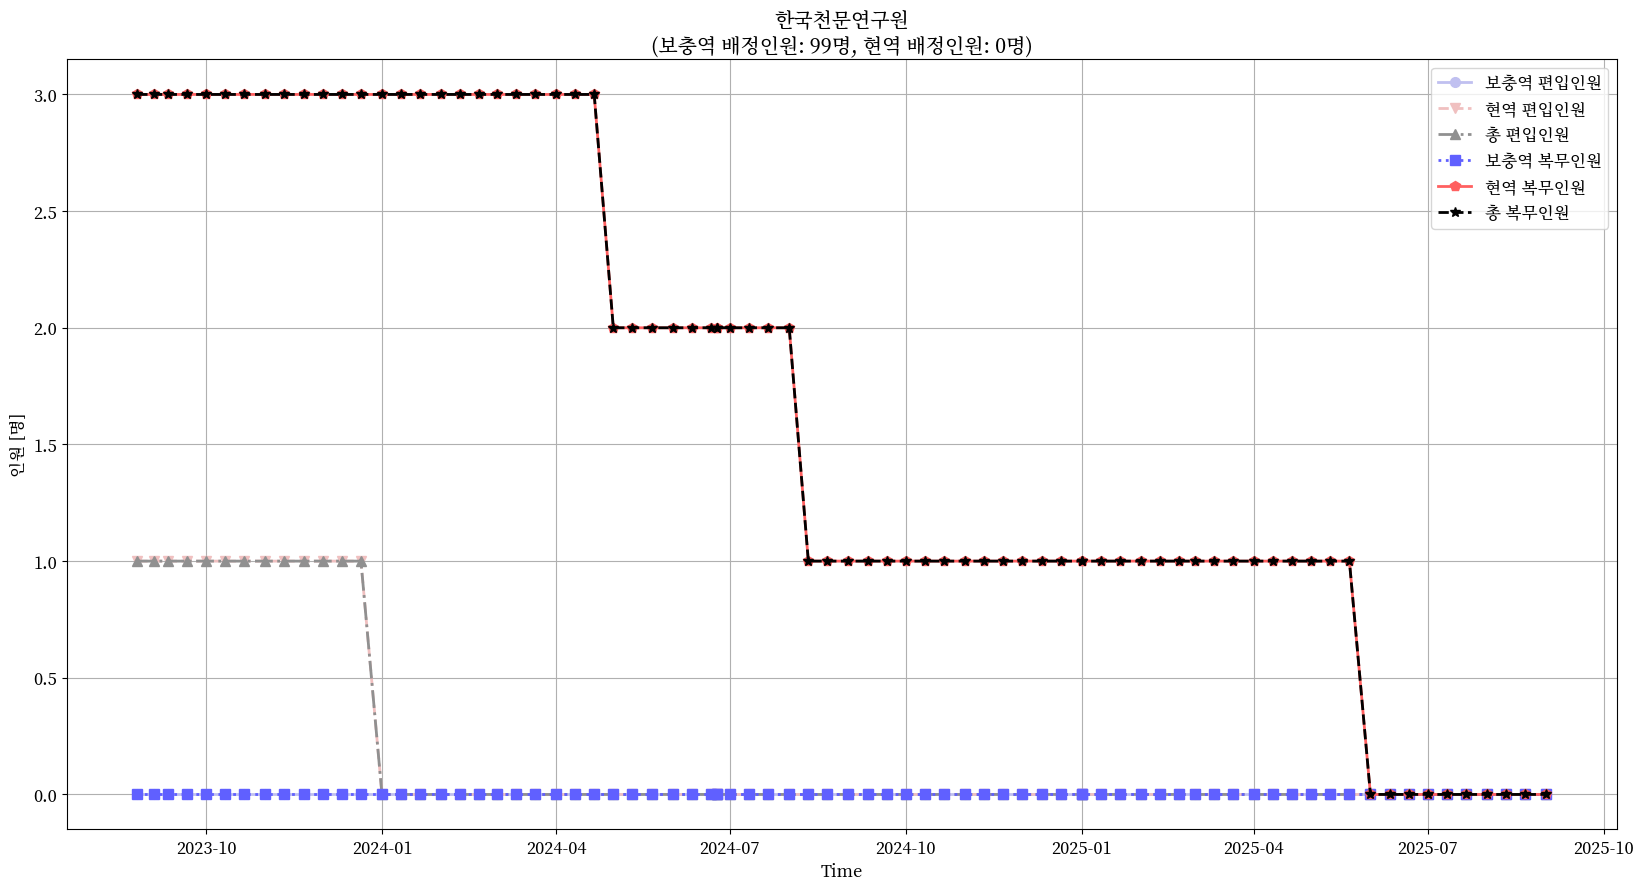 한국천문연구원
(보충역 배정인원: 99명, 현역 배정인원: 0명)
보충역 편입인원
현역 편입인원
총 편입인원
보충역 복무인원
현역 복무인원
총 복무인원
인원 [명]
3.0
2.5
2.0
1.5
1.0
0.5
0.0
2023-10
2024-01
2024-04
2024-07
2024-10
2025-01
2025-04
2025-07
2025-10
Time